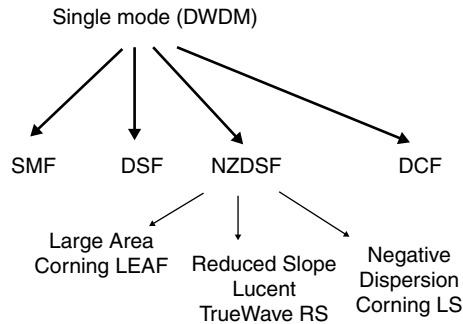 Single mode (DWDM)
SMF DSF NZDSF DCF
Large Area
Corning LEAF
Reduced Slope
Lucent
TrueWave RS
Negative
Dispersion
Corning LS